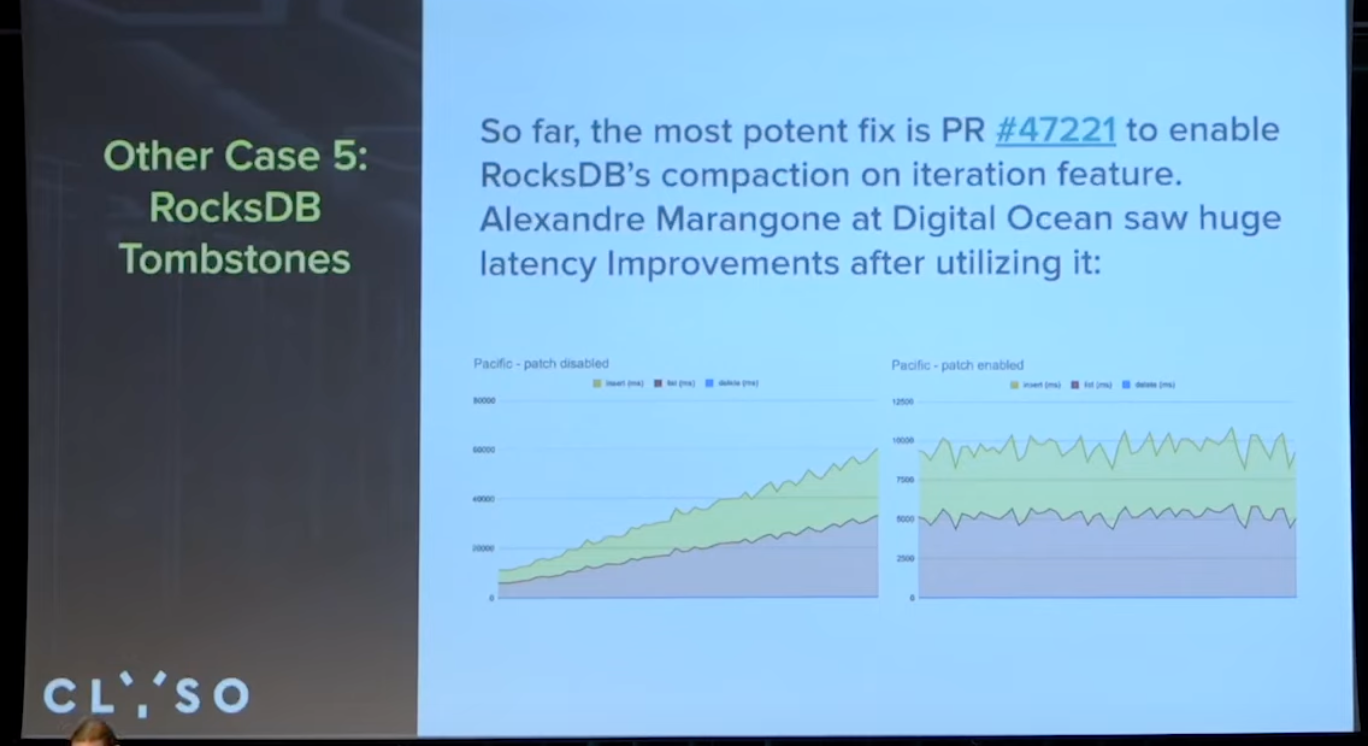 Other Case 5:
RocksDB
Tombstones
So far, the most potent fix is PR #47221 to enable
RocksDB’s compaction on iteration feature.
Alexandre Marangone at Digital Ocean saw huge
latency Improvements after utilizing it:
Pacific - patch disabled
insert (ms) list (ms) delete (ms)
80000
60000
40000
20000
0
Pacific - patch enabled
insert (ms) list (ms) delete (ms)
12500
10000
7500
5000
2500
0
CLYSO